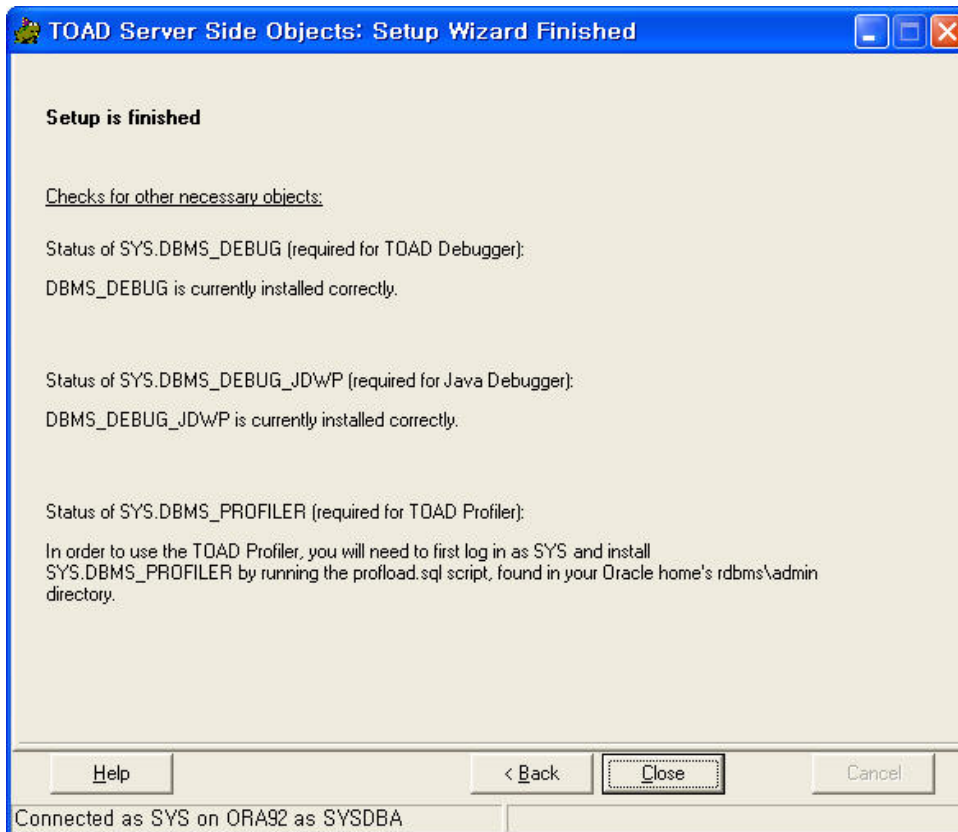 TOAD Server Side Objects: Setup Wizard Finished
Setup is finished
Checks for other necessary objects:
Status of SYS.DBMS_DEBUG (required for TOAD Debugger):
DBMS_DEBUG is currently installed correctly.
Status of SYS.DBMS_DEBUG_JDWP (required for Java Debugger):
DBMS_DEBUG_JDWP is currently installed correctly.
Status of SYS.DBMS_PROFILER (required for TOAD Profiler):
In order to use the TOAD Profiler, you will need to first log in as SYS and install
SYS.DBMS_PROFILER by running the profload.sql script, found in your Oracle home's rdbms\admin
directory.
Help < Back Close Cancel
Connected as SYS on ORA92 as SYSDBA